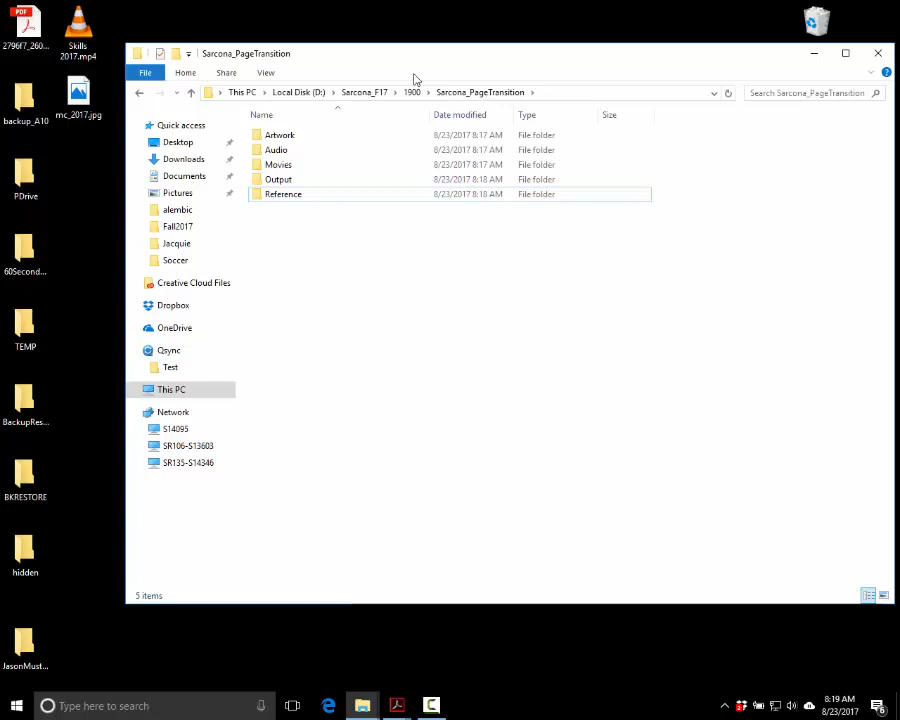 PDF
2796f7_260...
Skills
2017.mp4
backup_A10
mc_2017.jpg
PDrive
60Second...
TEMP
BackupRes...
BKRESTORE
hidden
JasonMust...
Sarcona_PageTransition
File Home Share View
This PC Local Disk (D:) Sarcona_F17 1900 Sarcona_PageTransition
Search Sarcona_PageTransition
Name Date modified Type Size
Artwork 8/23/2017 8:17 AM File folder
Audio 8/23/2017 8:17 AM File folder
Movies 8/23/2017 8:17 AM File folder
Output 8/23/2017 8:18 AM File folder
Reference 8/23/2017 8:18 AM File folder
Quick access
Desktop
Downloads
Documents
Pictures
alembic
Fall2017
Jacquie
Soccer
Creative Cloud Files
Dropbox
OneDrive
Qsync
Test
This PC
Network
S14095
SR106-S13603
SR135-S14346
5 items
Type here to search
8:19 AM
8/23/2017